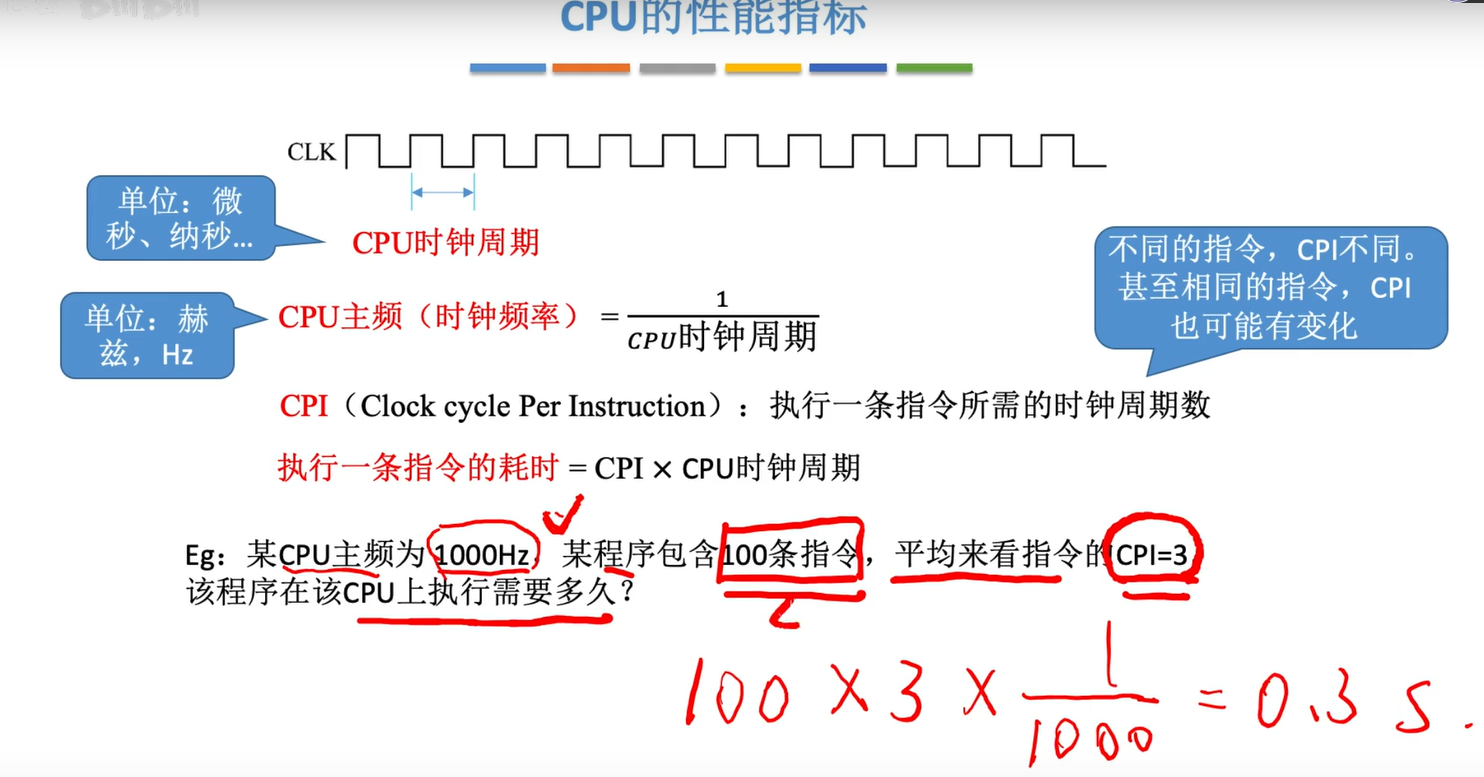 CPU的性能指标
CLK
单位：微
秒、纳秒...
CPU时钟周期
不同的指令，CPI不同。
甚至相同的指令，CPI
也可能有变化
单位：赫
兹，Hz
CPU主频（时钟频率）= 1/CPU时钟周期
CPI（Clock cycle Per Instruction）：执行一条指令所需的时钟周期数
执行一条指令的耗时 = CPI × CPU时钟周期
Eg：某CPU主频为 1000Hz，某程序包含100条指令，平均来看指令的CPI=3
该程序在该CPU上执行需要多久？
100 × 3 × 1/1000 = 0.3 s.